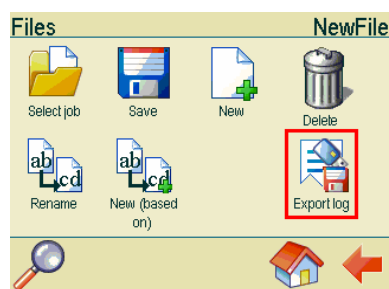 Files NewFile
Select job Save New Delete
ab cd ab cd
Rename New (based on) Export log